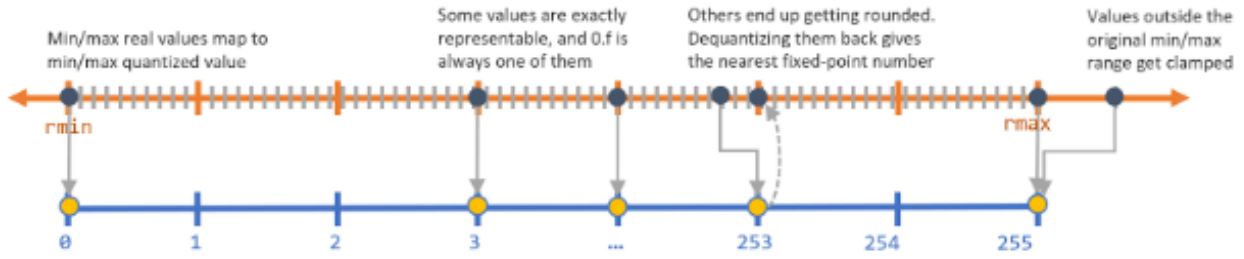 Min/max real values map to
min/max quantized value
Some values are exactly
representable, and 0.f is
always one of them
Others end up getting rounded.
Dequantizing them back gives
the nearest fixed-point number
Values outside the
original min/max
range get clamped
rmin
rmax
0
1
2
3
...
253
254
255